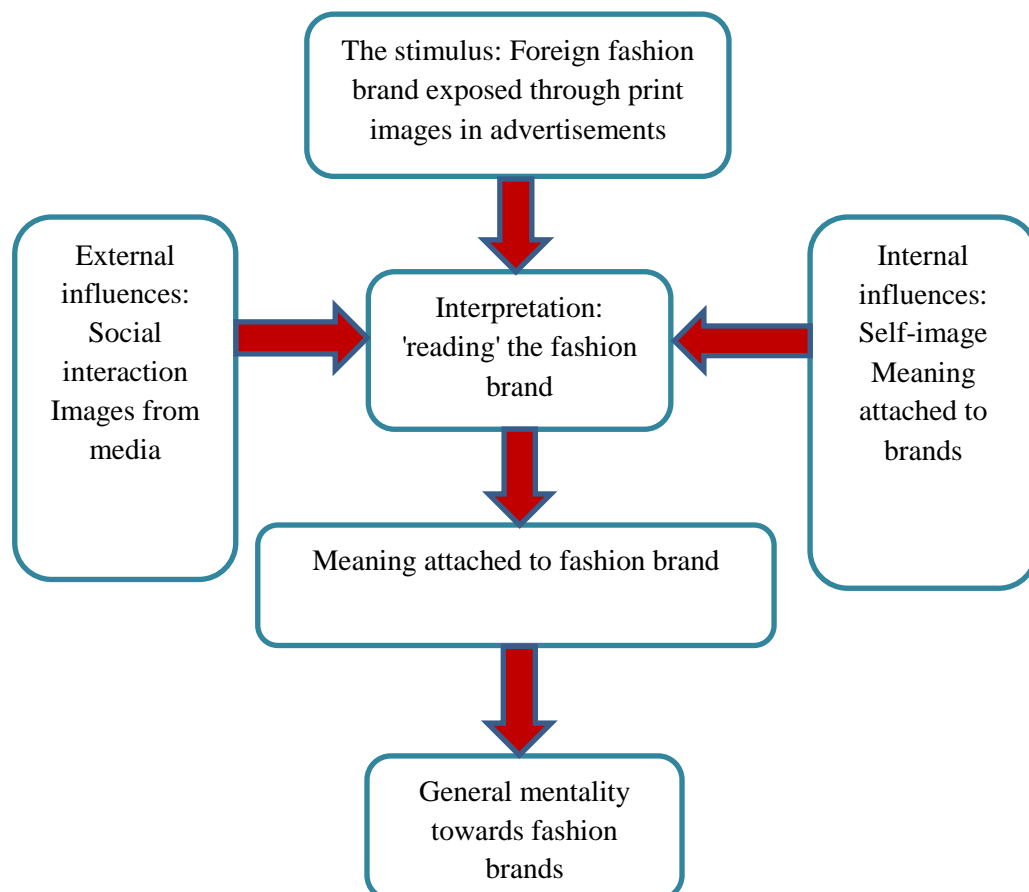 The stimulus: Foreign fashion
brand exposed through print
images in advertisements
External
influences:
Social
interaction
Images from
media
Interpretation:
'reading' the fashion
brand
Internal
influences:
Self-image
Meaning
attached to
brands
Meaning attached to fashion brand
General mentality
towards fashion
brands